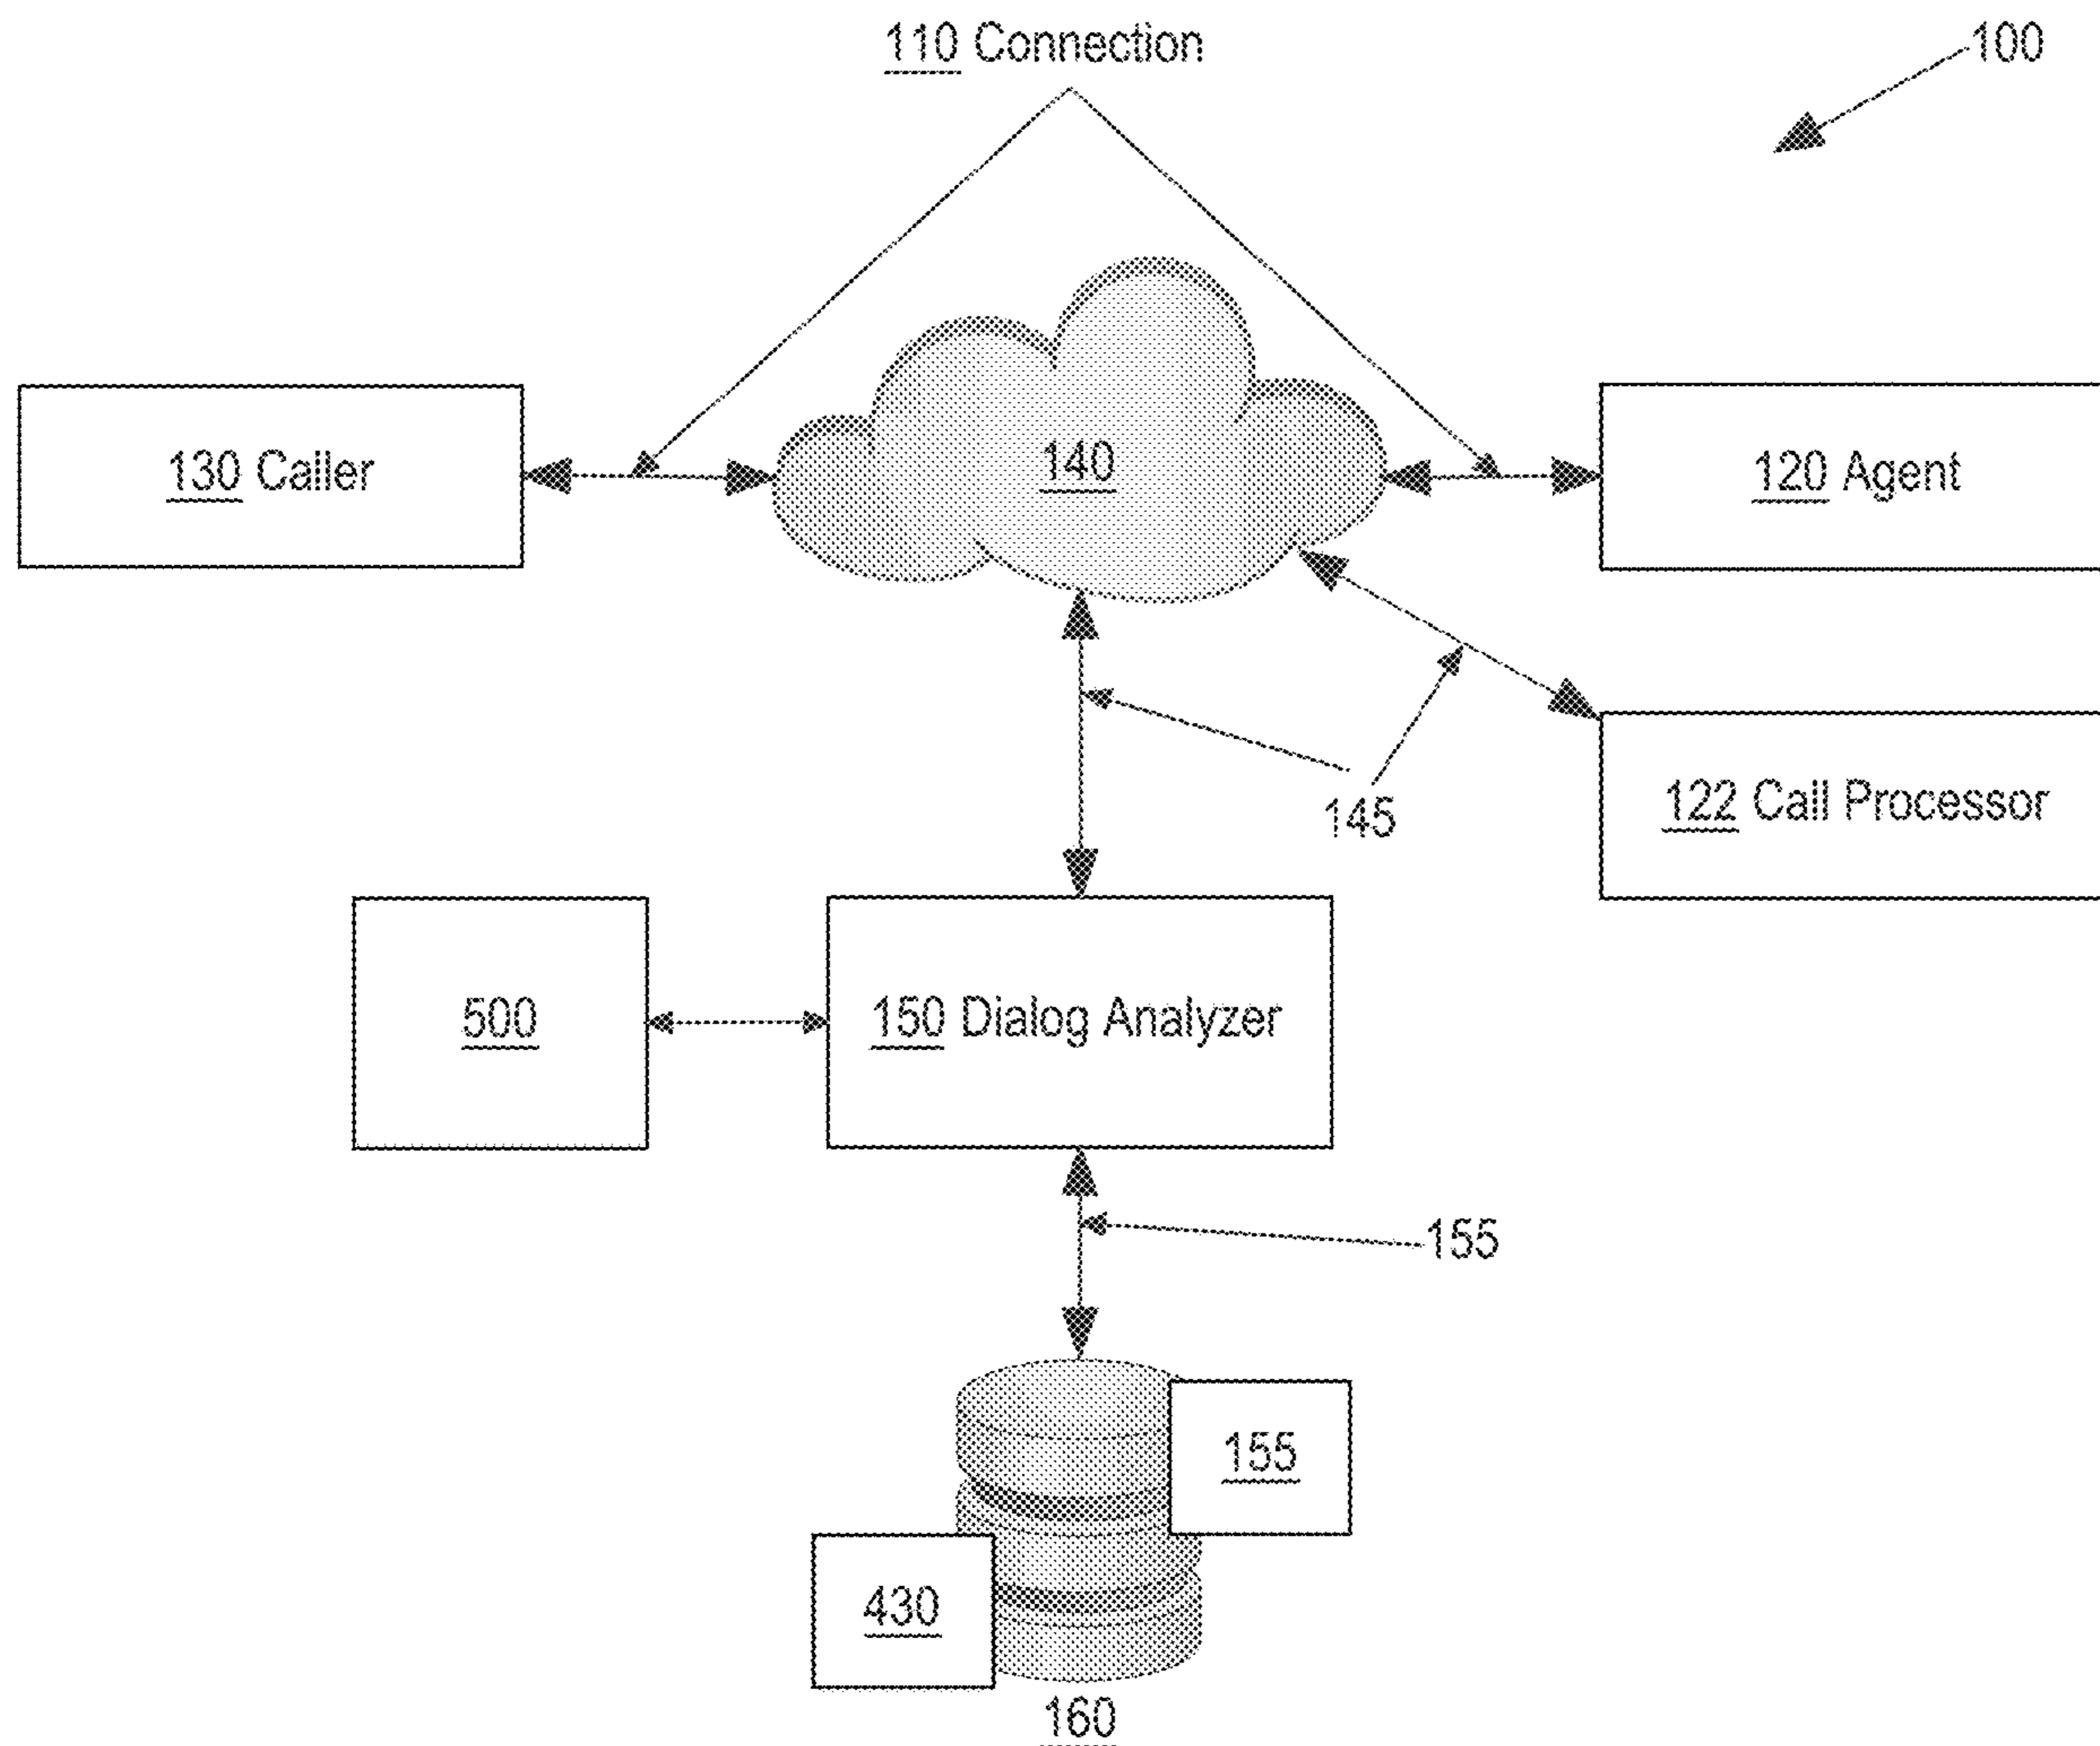 110 Connection
100
130 Caller
140
120 Agent
145
122 Call Processor
500
150 Dialog Analyzer
155
155
430
160